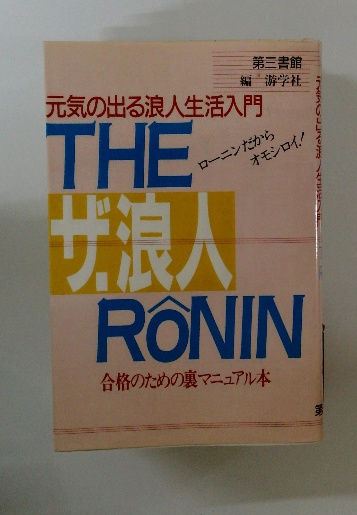 第三書館
編 游学社
元気の出る浪人生活入門
THE
ローニンだから
オモシロイ!
ザ.浪人
RÔNIN
合格のための裏マニュアル本